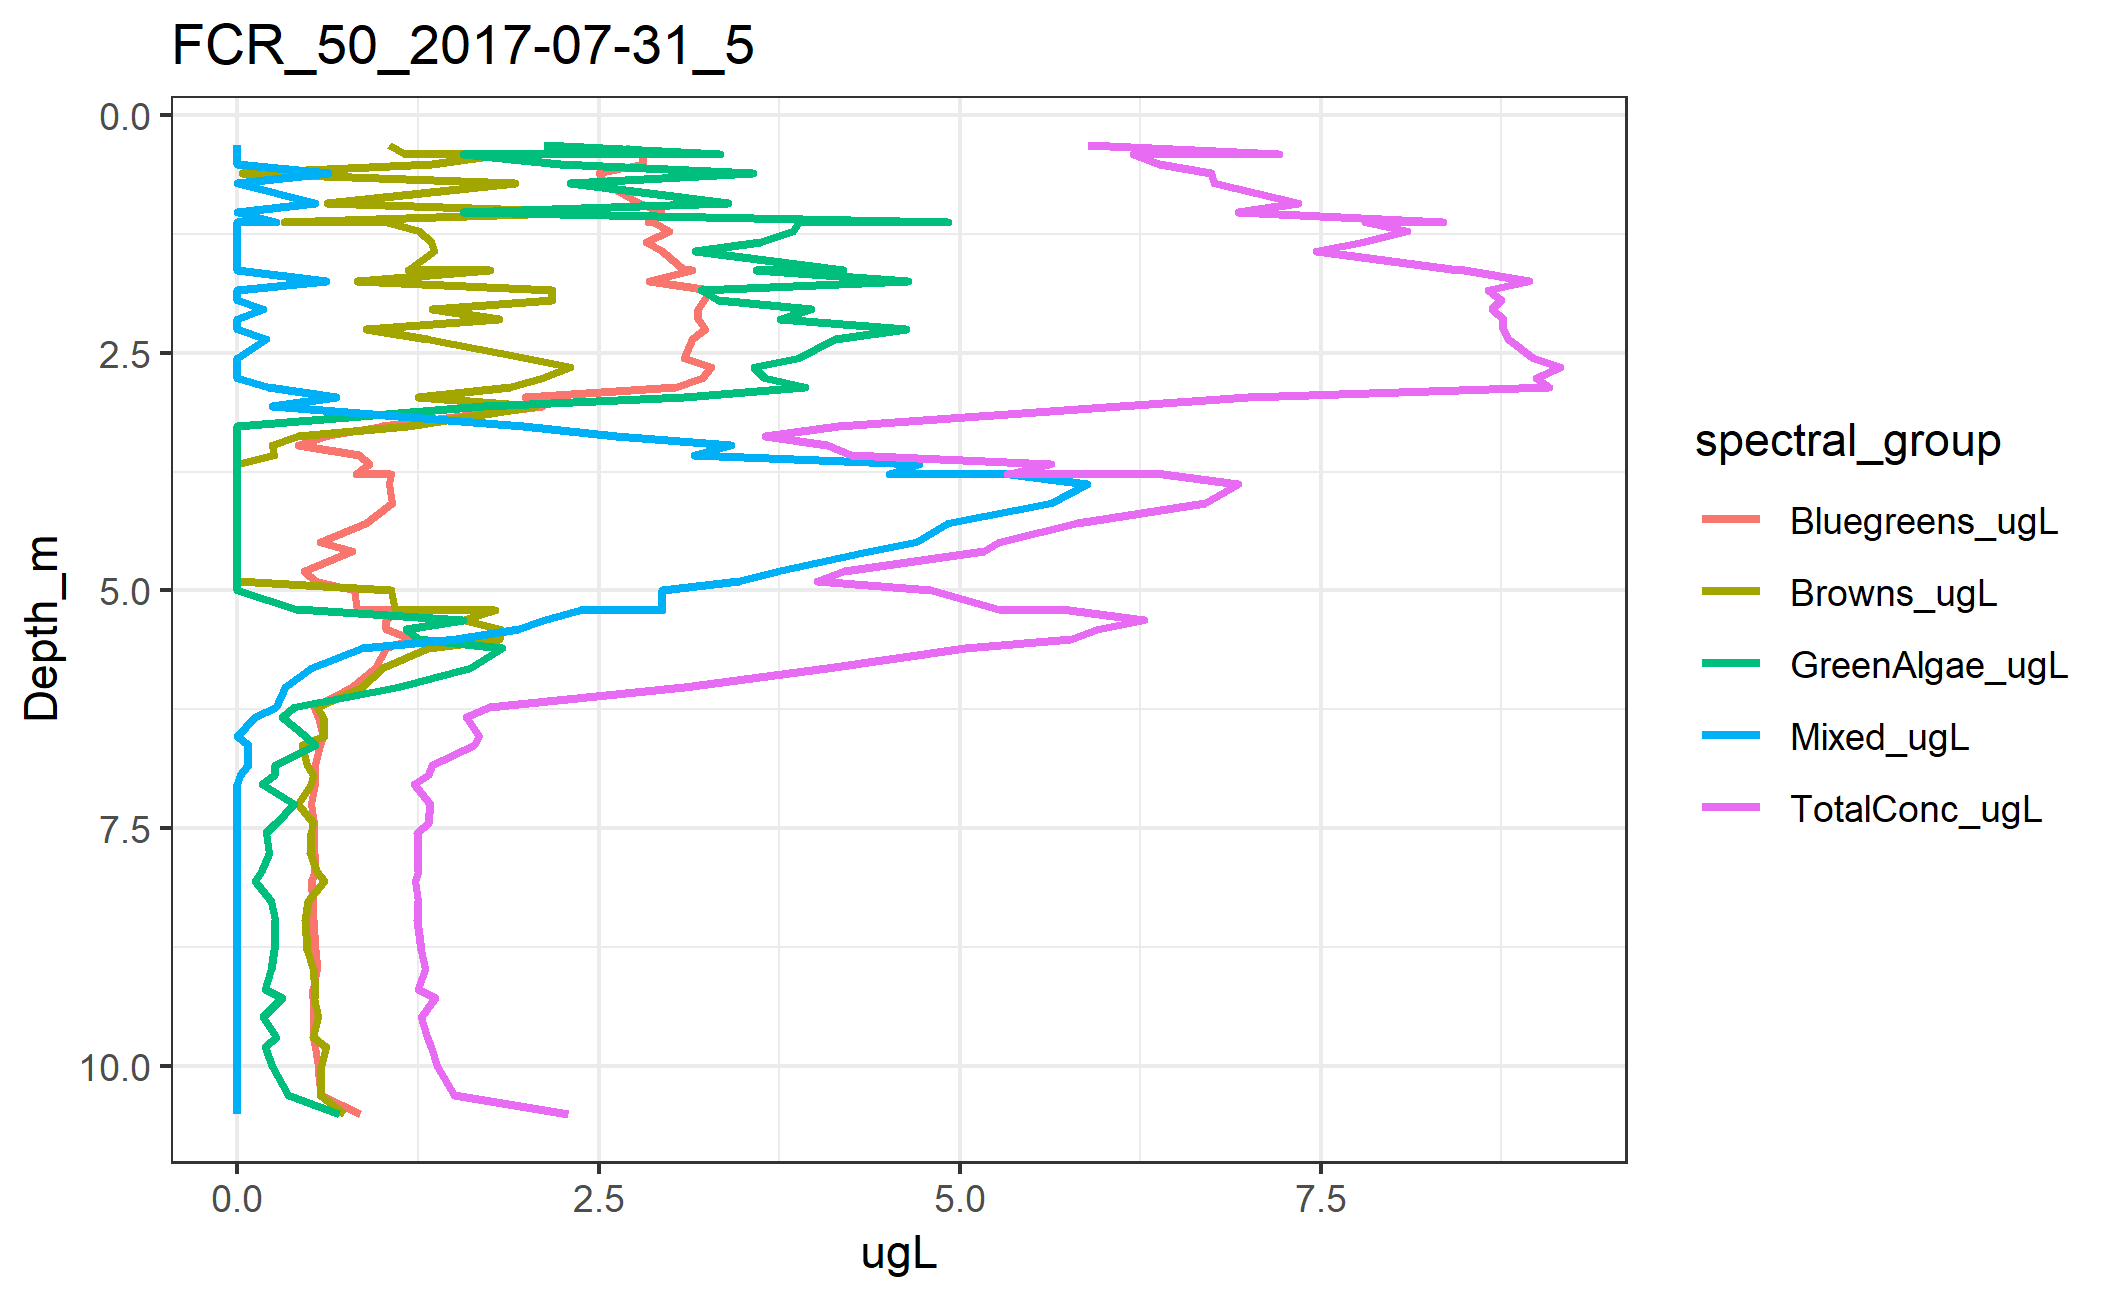 FCR_50_2017-07-31_5
0.0
2.5
5.0
7.5
10.0
Depth_m
0.0 2.5 5.0 7.5
ugL
spectral_group
Bluegreens_ugL
Browns_ugL
GreenAlgae_ugL
Mixed_ugL
TotalConc_ugL